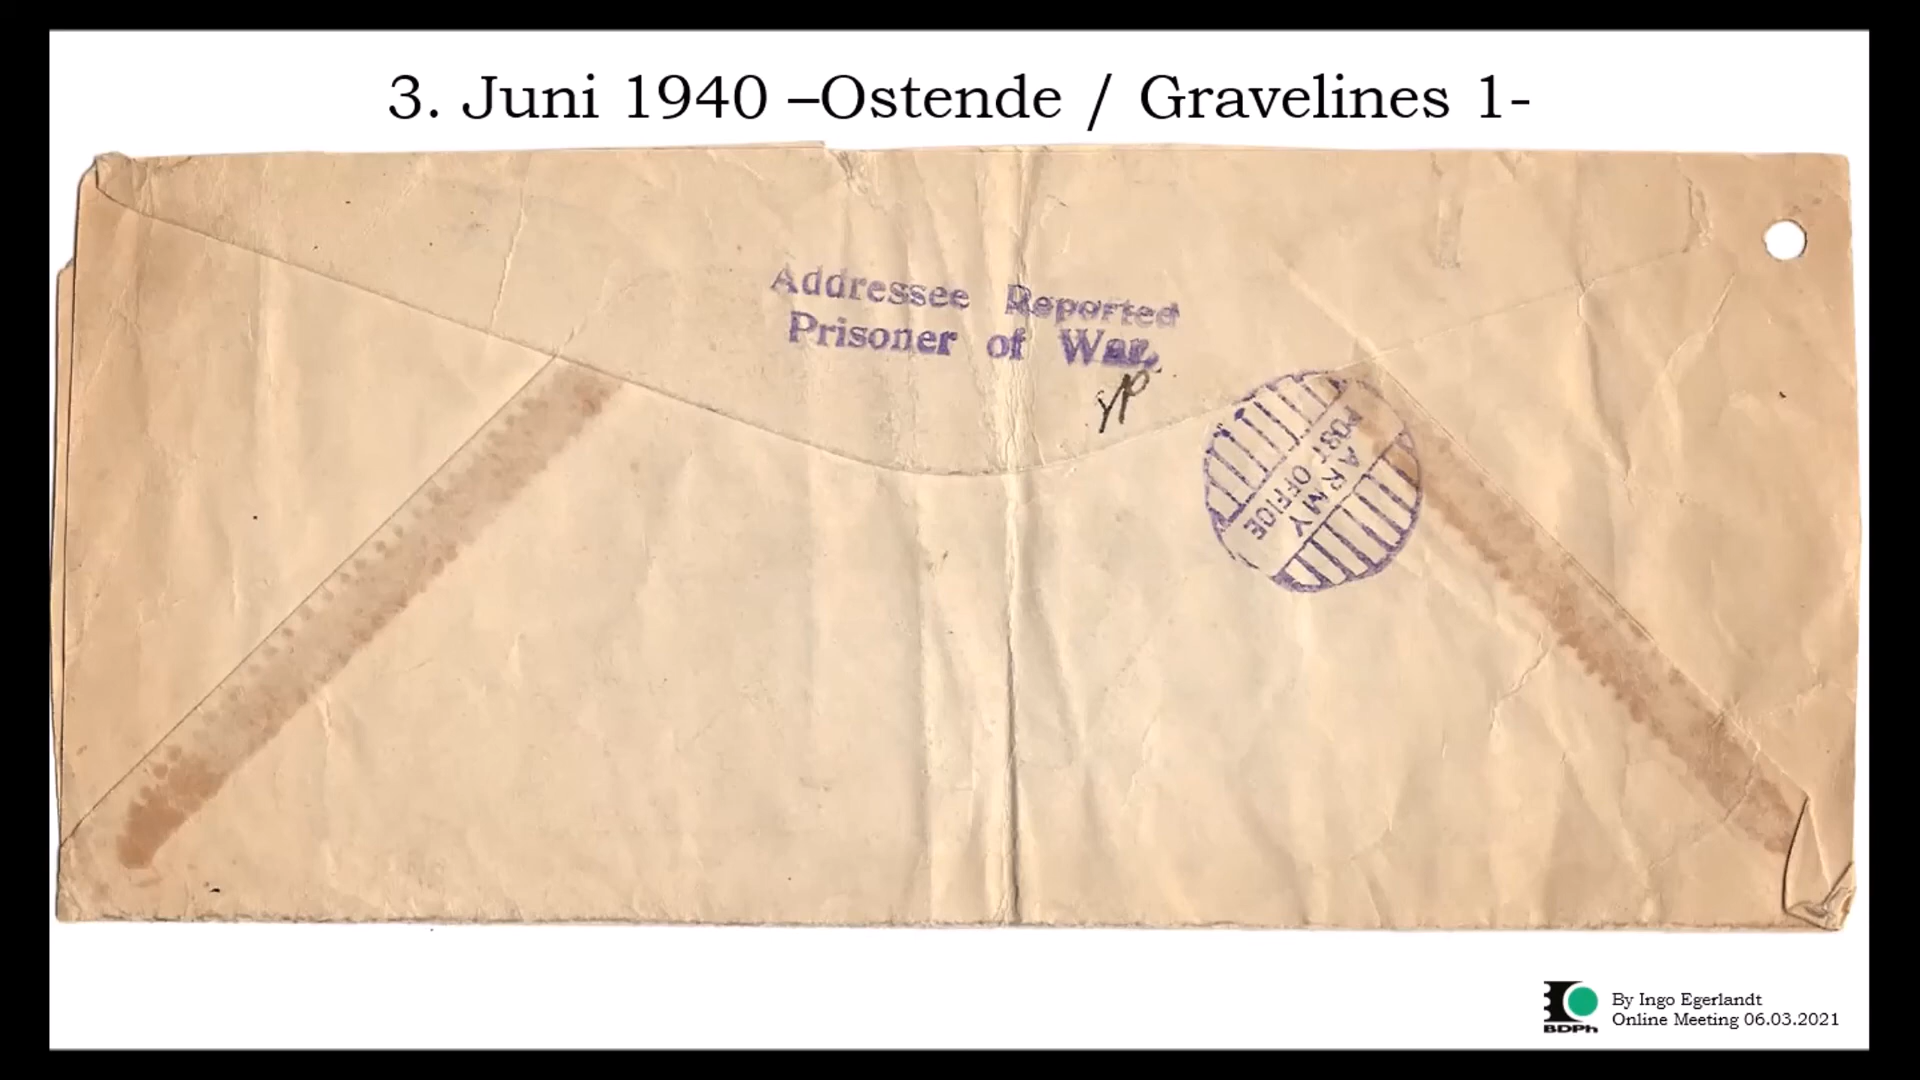 3. Juni 1940 –Ostende / Gravelines 1-
Addressee Reported
Prisoner of War.
ARMY
POST OFFICE
BDPh
By Ingo Egerlandt
Online Meeting 06.03.2021